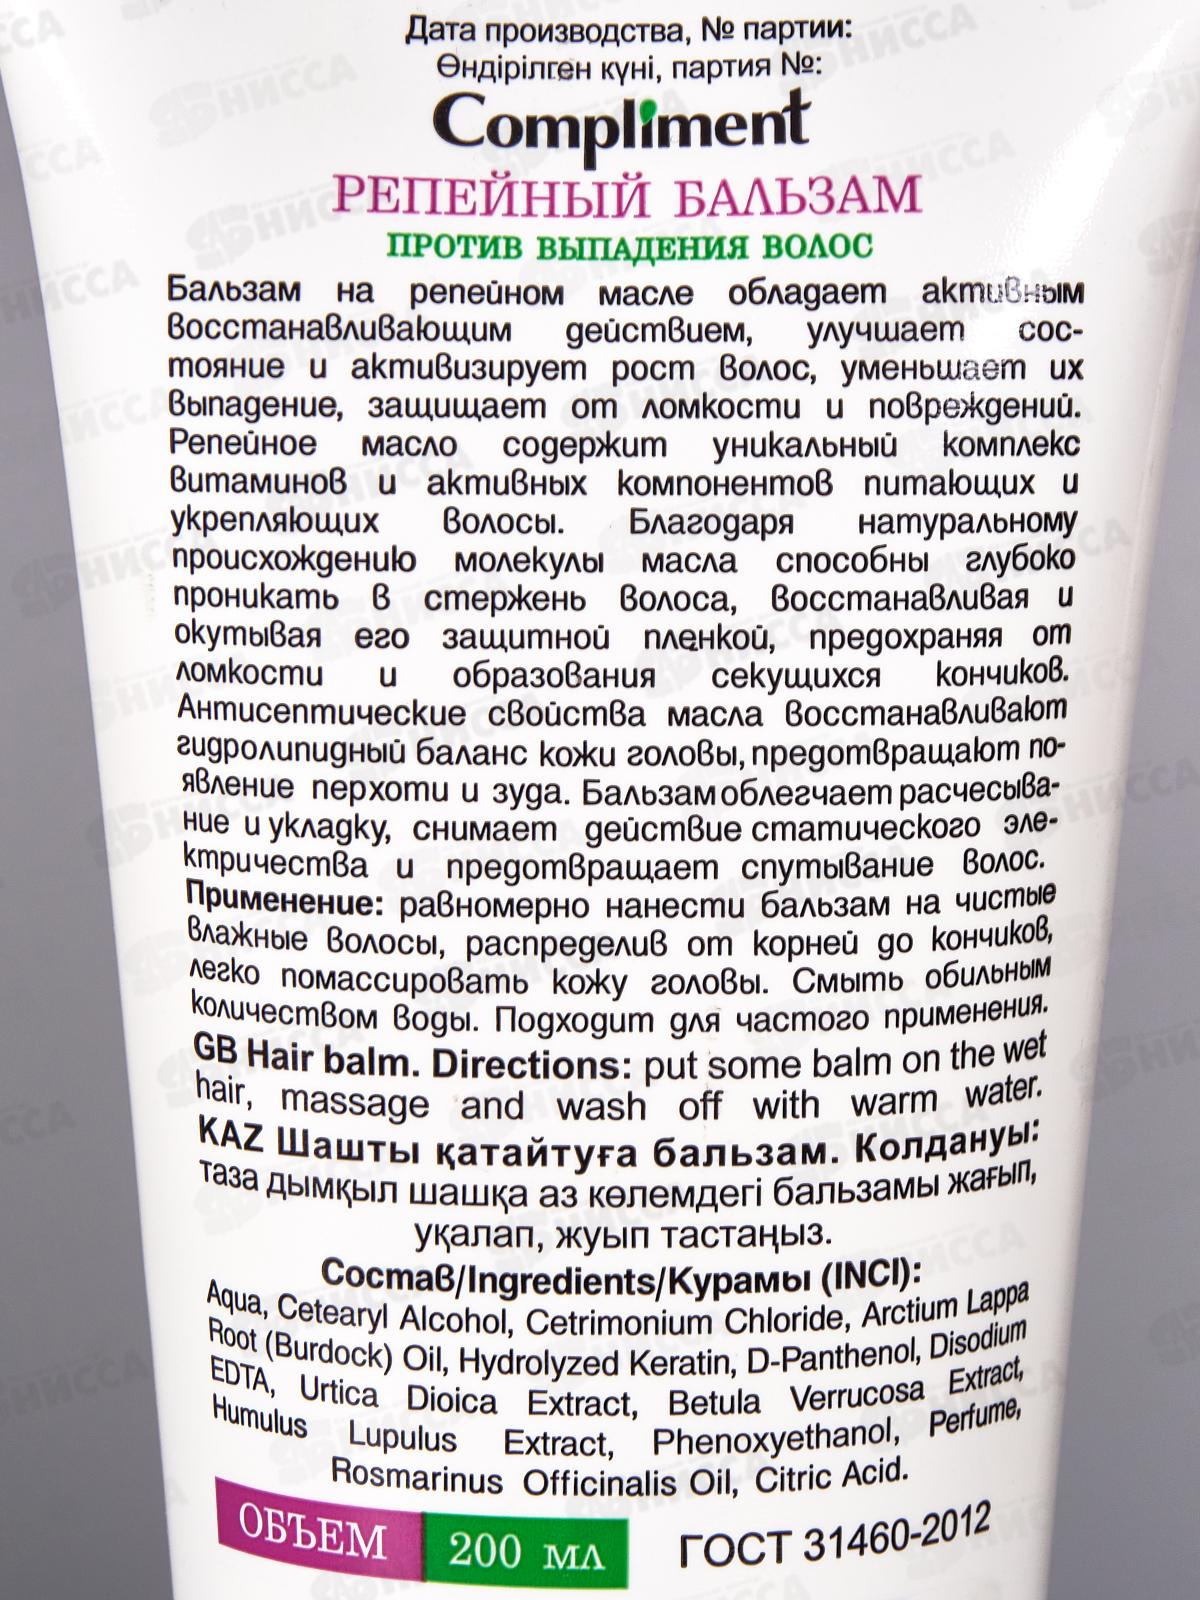 Дата производства, № партии:
Өндірілген күні, партия №:
Compliment
РЕПЕЙНЫЙ БАЛЬЗАМ
ПРОТИВ ВЫПАДЕНИЯ ВОЛОС
Бальзам на репейном масле обладает активным
восстанавливающим действием, улучшает сос-
тояние и активизирует рост волос, уменьшает их
выпадение, защищает от ломкости и повреждений.
Репейное масло содержит уникальный комплекс
витаминов и активных компонентов питающих и
укрепляющих волосы. Благодаря натуральному
происхождению молекулы масла способны глубоко
проникать в стержень волоса, восстанавливая и
окутывая его защитной пленкой, предохраняя от
ломкости и образования секущихся кончиков.
Антисептические свойства масла восстанавливают
гидролипидный баланс кожи головы, предотвращают по-
явление перхоти и зуда. Бальзам облегчает расчесыва-
ние и укладку, снимает действие статического эле-
ктричества и предотвращает спутывание волос.
Применение: равномерно нанести бальзам на чистые
влажные волосы, распределив от корней до кончиков,
легко помассировать кожу головы. Смыть обильным
количеством воды. Подходит для частого применения.
GB Hair balm. Directions: put some balm on the wet
hair, massage and wash off with warm water.
KAZ Шашты қатайтуға бальзам. Колдануы:
таза дымқыл шашқа аз көлемдегі бальзамы жағып,
уқалап, жуып тастаңыз.
Состав/Ingredients/Курамы (INCI):
Aqua, Cetearyl Alcohol, Cetrimonium Chloride, Arctium Lappa
Root (Burdock) Oil, Hydrolyzed Keratin, D-Panthenol, Disodium
EDTA, Urtica Dioica Extract, Betula Verrucosa Extract,
Humulus Lupulus Extract, Phenoxyethanol, Perfume,
Rosmarinus Officinalis Oil, Citric Acid.
ОБЪЕМ 200 МЛ ГОСТ 31460-2012